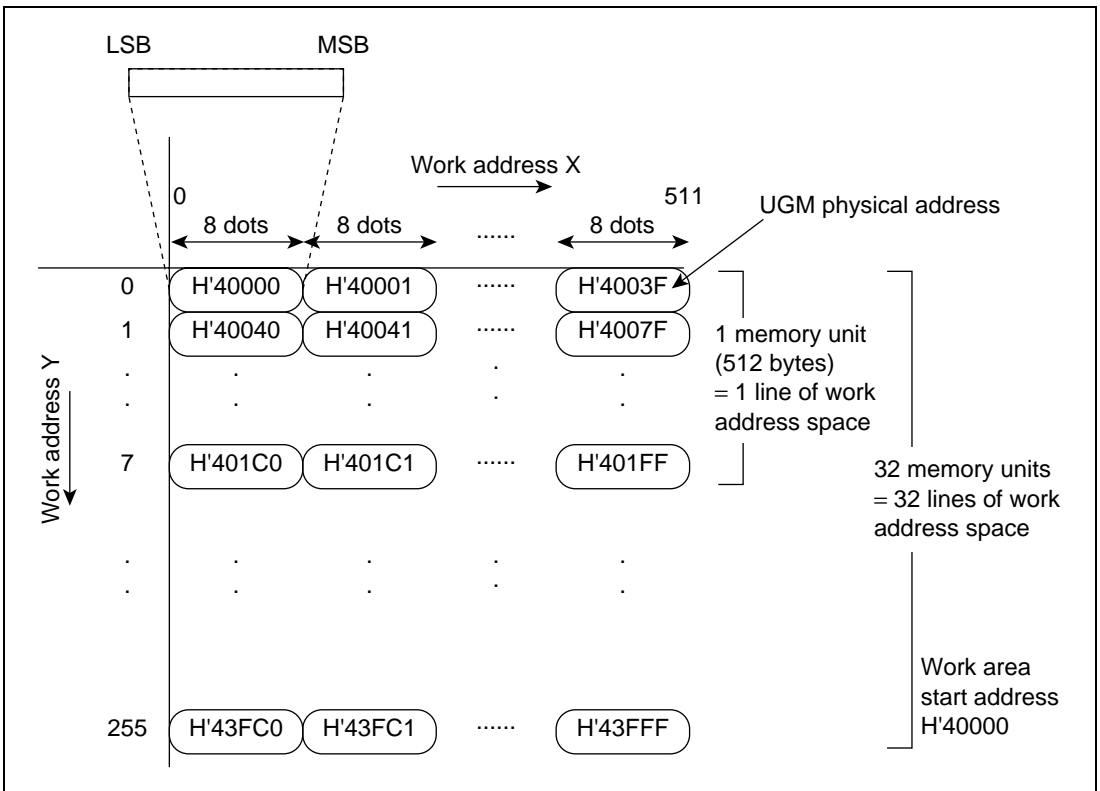 LSB MSB
Work address X
0 511 UGM physical address
8 dots 8 dots ...... 8 dots
0 H'40000 H'40001 ...... H'4003F
1 H'40040 H'40041 ...... H'4007F
1 memory unit
(512 bytes)
= 1 line of work
address space
Work address Y
7 H'401C0 H'401C1 ...... H'401FF
32 memory units
= 32 lines of work
address space
Work area
start address
H'40000
255 H'43FC0 H'43FC1 ...... H'43FFF